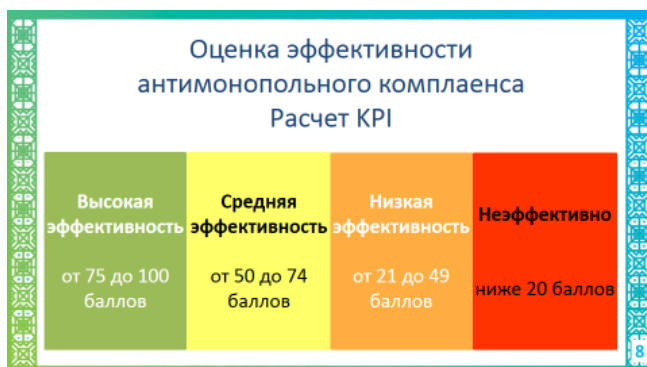 Оценка эффективности
антимонопольного комплаенса
Расчет KPI
Высокая
эффективность
от 75 до 100
баллов
Средняя
эффективность
от 50 до 74
баллов
Низкая
эффективность
от 21 до 49
баллов
Неэффективно
ниже 20 баллов
8